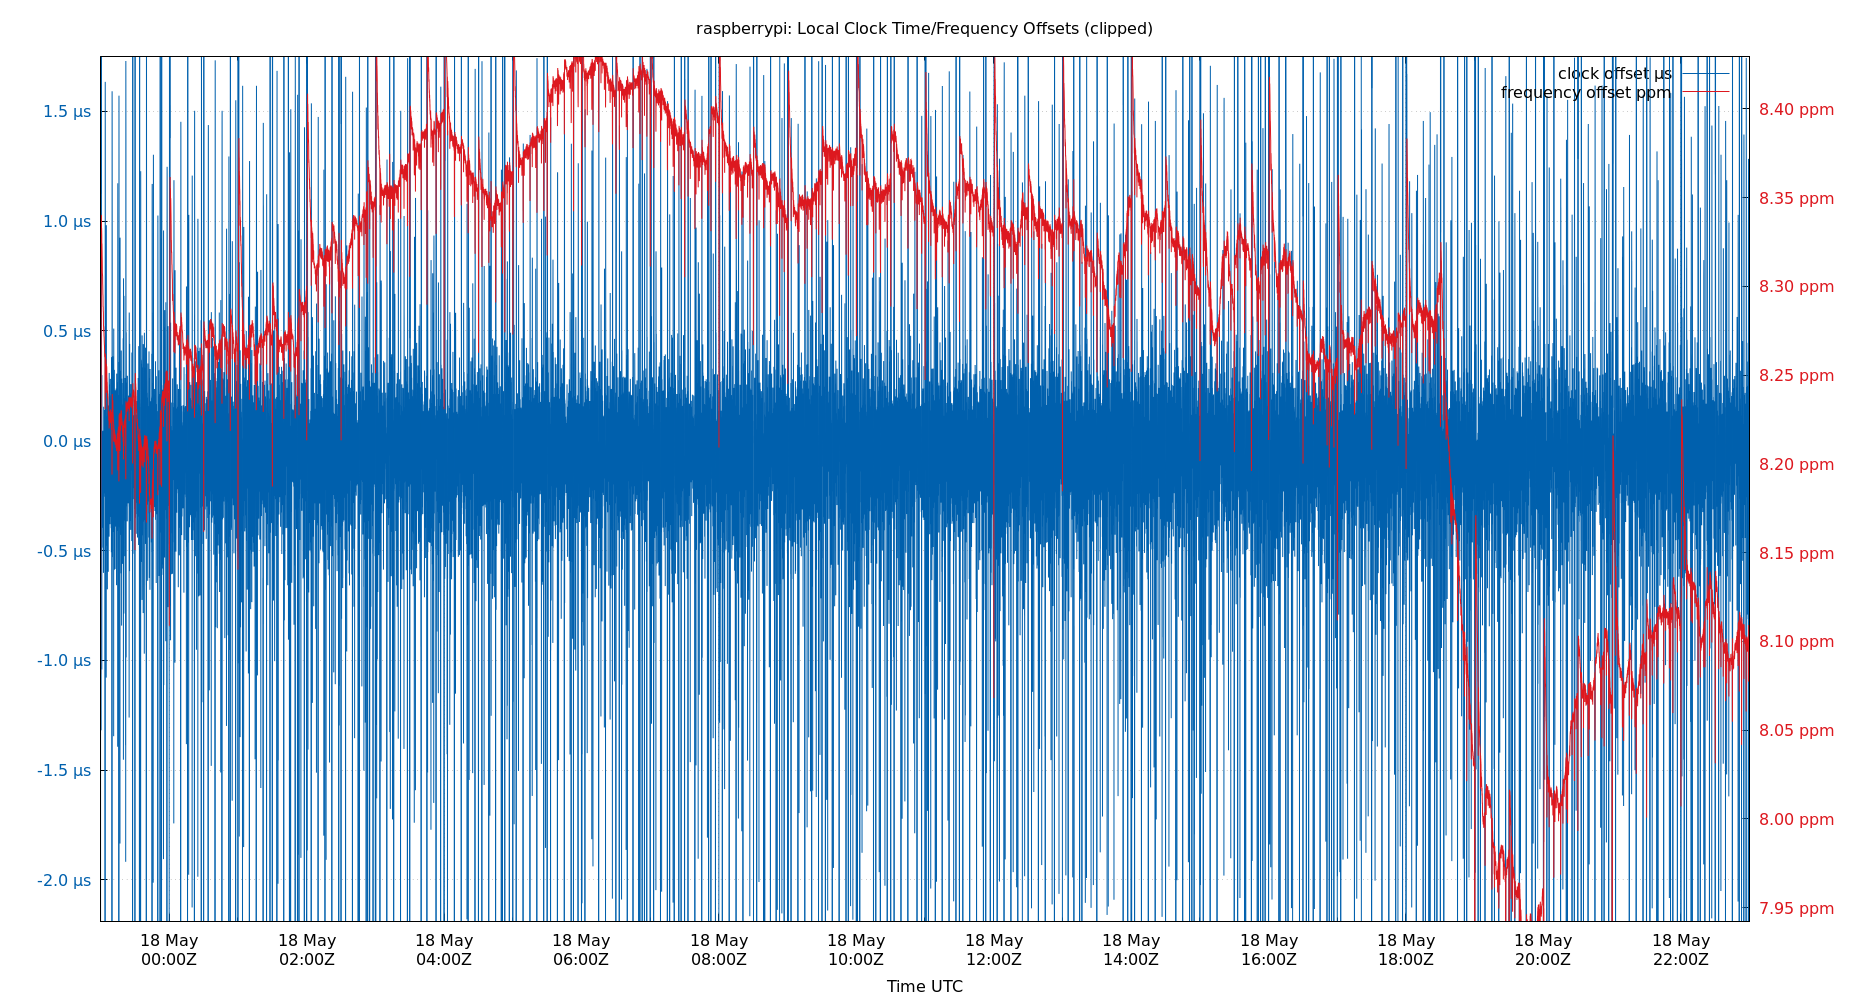 raspberrypi: Local Clock Time/Frequency Offsets (clipped)
clock offset µs
frequency offset ppm
1.5 µs
1.0 µs
0.5 µs
0.0 µs
-0.5 µs
-1.0 µs
-1.5 µs
-2.0 µs
8.40 ppm
8.35 ppm
8.30 ppm
8.25 ppm
8.20 ppm
8.15 ppm
8.10 ppm
8.05 ppm
8.00 ppm
7.95 ppm
18 May 18 May 18 May 18 May 18 May 18 May 18 May 18 May 18 May 18 May 18 May 18 May
00:00Z 02:00Z 04:00Z 06:00Z 08:00Z 10:00Z 12:00Z 14:00Z 16:00Z 18:00Z 20:00Z 22:00Z
Time UTC